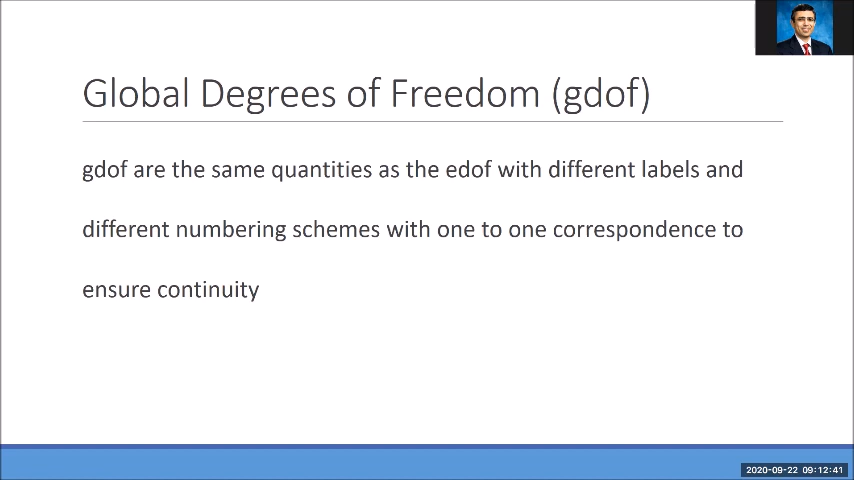 Global Degrees of Freedom (gdof)
gdof are the same quantities as the edof with different labels and
different numbering schemes with one to one correspondence to
ensure continuity
2020-09-22 09:12:41